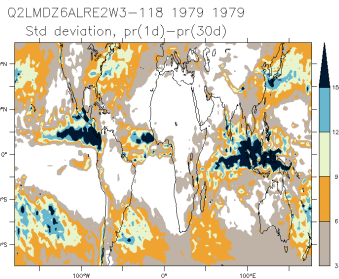 Q2LMDZ6ALRE2W3-118 1979 1979
Std deviation, pr(1d)-pr(30d)
°N
°N
0°
°S
°S
100°W 0° 100°E
15
12
9
6
3